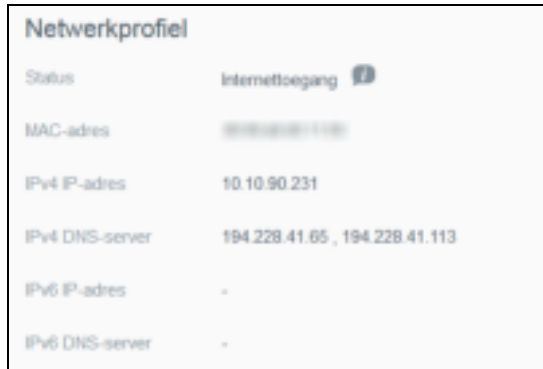 Netwerkprofiel
Status Internettoegang i
MAC-adres
IPv4 IP-adres 10.10.90.231
IPv4 DNS-server 194.228.41.65 , 194.228.41.113
IPv6 IP-adres -
IPv6 DNS-server -